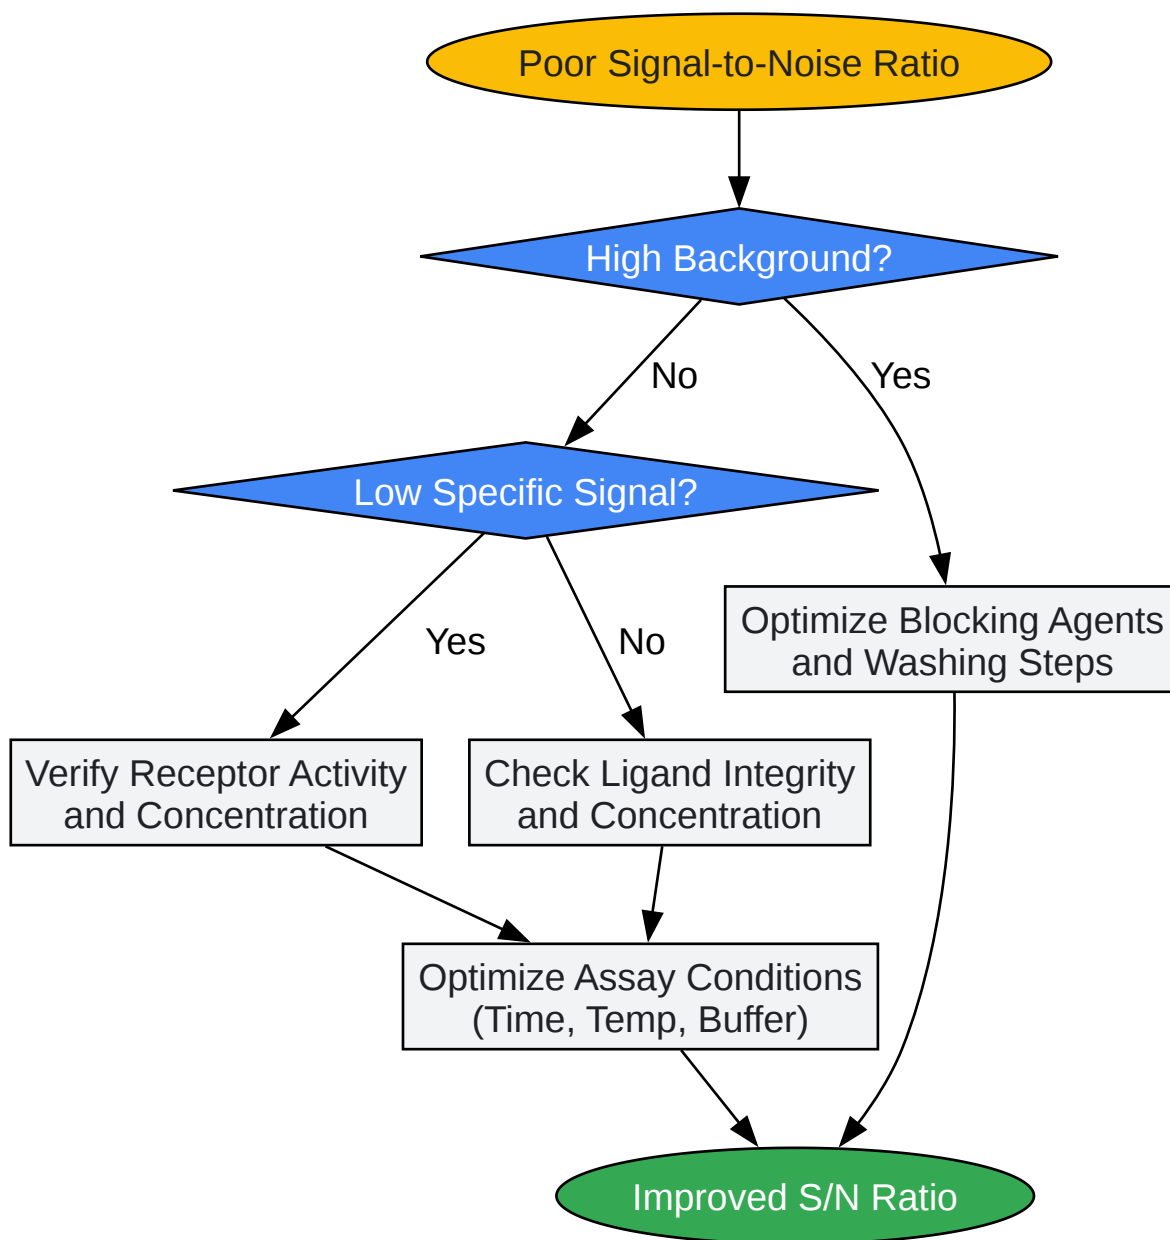 Poor Signal-to-Noise Ratio
High Background?
No
Yes
Low Specific Signal?
Yes
No
Optimize Blocking Agents
and Washing Steps
Verify Receptor Activity
and Concentration
Check Ligand Integrity
and Concentration
Optimize Assay Conditions
(Time, Temp, Buffer)
Improved S/N Ratio